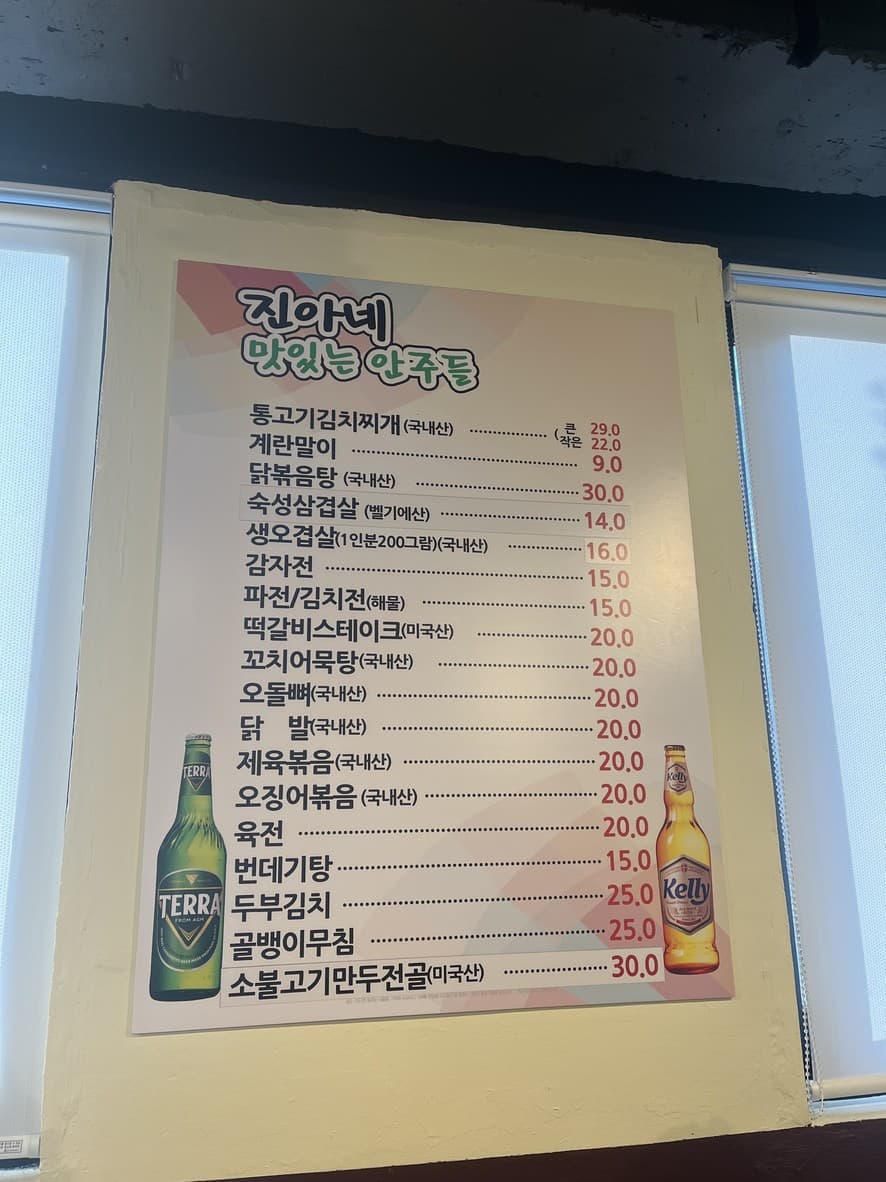 진아네
맛있는 안주들
통고기김치찌개(국내산) ················ (큰 29.0
작은 22.0
계란말이 ················ 9.0
닭볶음탕 (국내산) ················ 30.0
숙성삼겹살 (벨기에산) ················ 14.0
생오겹살(1인분200그람)(국내산) ················ 16.0
감자전 ················ 15.0
파전/김치전(해물) ················ 15.0
떡갈비스테이크(미국산) ················ 20.0
꼬치어묵탕(국내산) ················ 20.0
오돌뼈(국내산) ················ 20.0
닭 발(국내산) ················ 20.0
제육볶음(국내산) ················ 20.0
오징어볶음(국내산) ················ 20.0
육전 ················ 20.0
번데기탕 ················ 15.0
두부김치 ················ 25.0
골뱅이무침 ················ 25.0
소불고기만두전골(미국산) ················ 30.0
TERRA
TERRA
FROM AGM
Kelly
Kelly